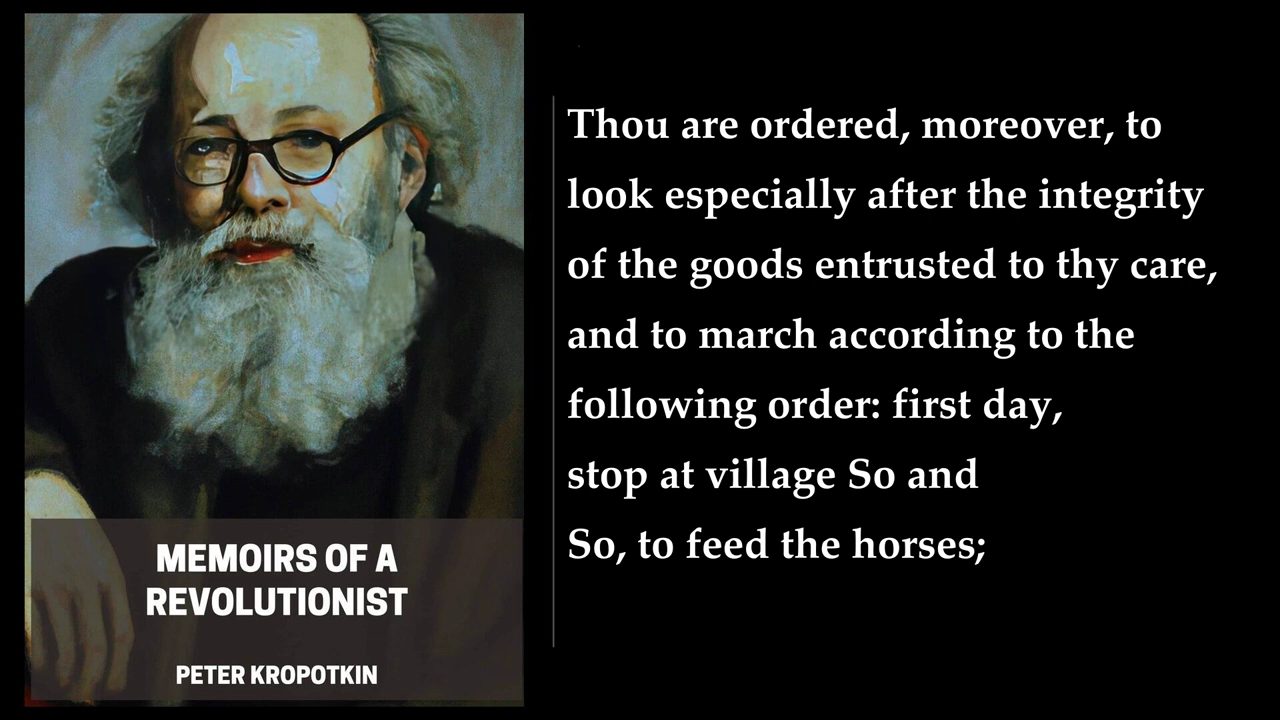 MEMOIRS OF A
REVOLUTIONIST
PETER KROPOTKIN
Thou are ordered, moreover, to
look especially after the integrity
of the goods entrusted to thy care,
and to march according to the
following order: first day,
stop at village So and
So, to feed the horses;